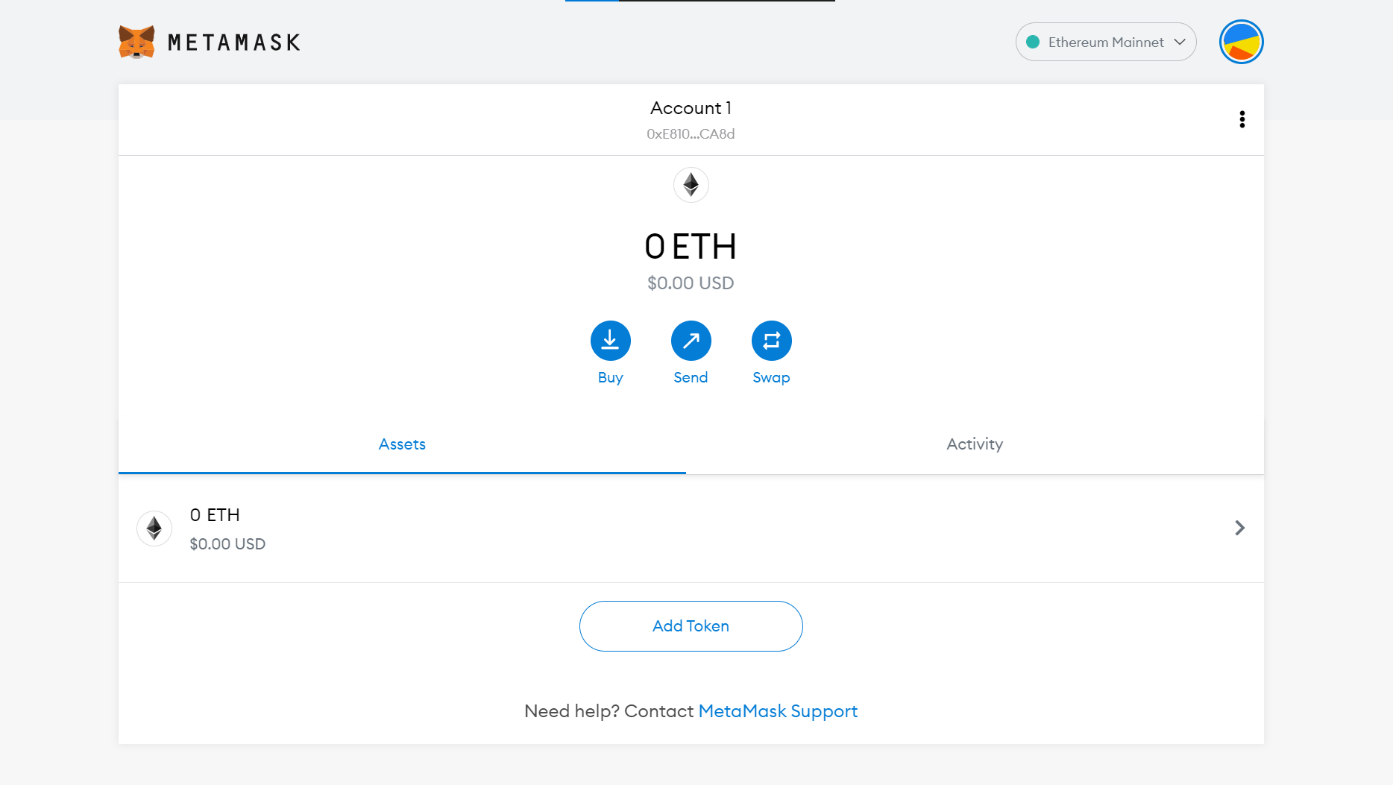 METAMASK
Ethereum Mainnet
Account 1
0xE810...CA8d
0 ETH
$0.00 USD
Buy
Send
Swap
Assets
Activity
0 ETH
$0.00 USD
Add Token
Need help? Contact MetaMask Support